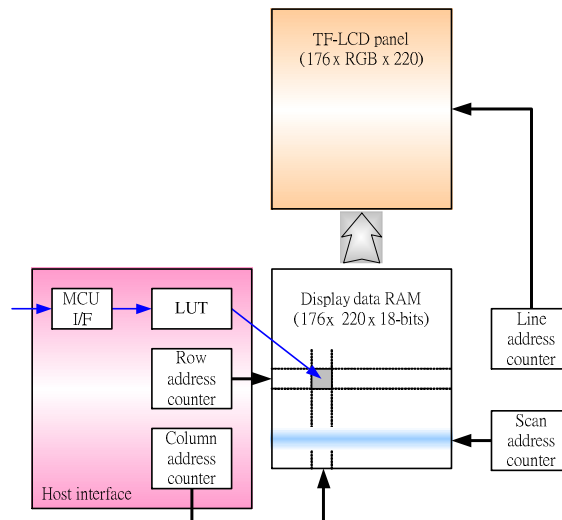 TF-LCD panel
(176 x RGB x 220)
MCU
I/F
LUT
Display data RAM
(176x 220 x 18-bits)
Line
address
counter
Row
address
counter
Scan
address
counter
Column
address
counter
Host interface